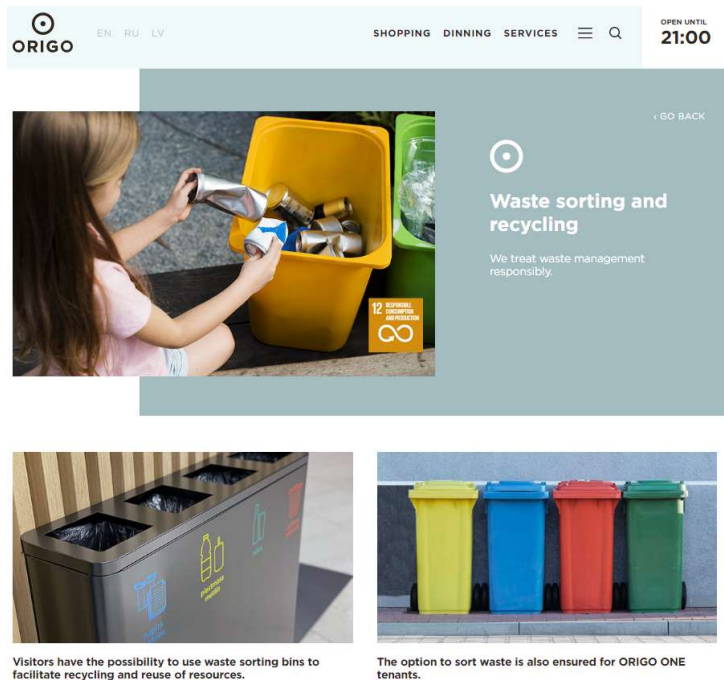 ORIGO
EN RU LV
SHOPPING DINNING SERVICES
OPEN UNTIL
21:00
‹ GO BACK
Waste sorting and
recycling
We treat waste management
responsibly.
12 RESPONSIBLE
CONSUMPTION
AND PRODUCTION
Visitors have the possibility to use waste sorting bins to
facilitate recycling and reuse of resources.
The option to sort waste is also ensured for ORIGO ONE
tenants.